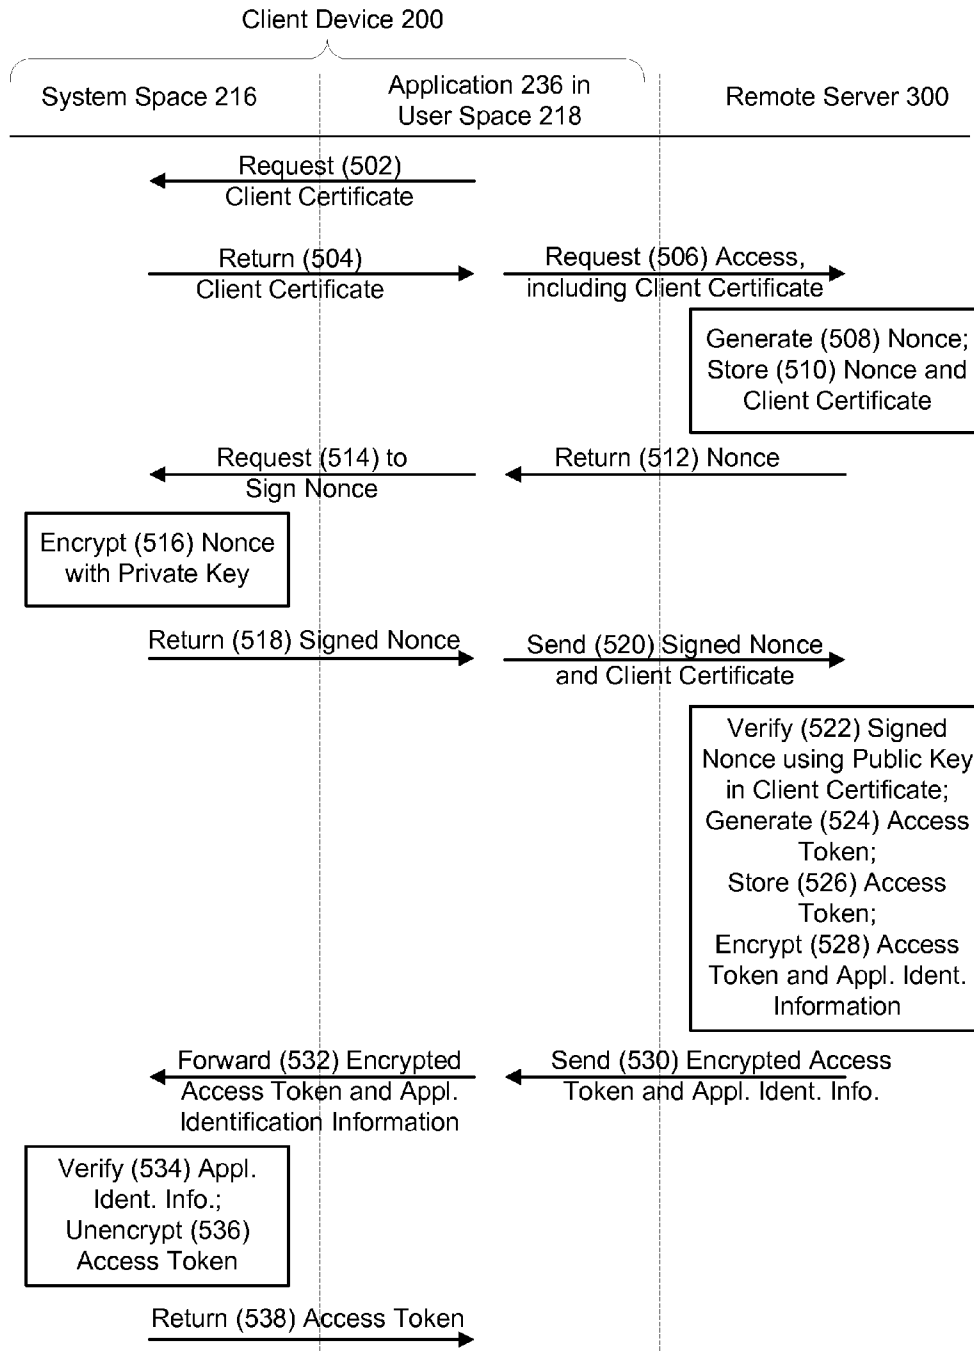 Client Device 200
System Space 216
Application 236 in
User Space 218
Remote Server 300
Request (502)
Client Certificate
Return (504)
Client Certificate
Request (506) Access,
including Client Certificate
Generate (508) Nonce;
Store (510) Nonce and
Client Certificate
Request (514) to
Sign Nonce
Return (512) Nonce
Encrypt (516) Nonce
with Private Key
Return (518) Signed Nonce
Send (520) Signed Nonce
and Client Certificate
Verify (522) Signed
Nonce using Public Key
in Client Certificate;
Generate (524) Access
Token;
Store (526) Access
Token;
Encrypt (528) Access
Token and Appl. Ident.
Information
Forward (532) Encrypted
Access Token and Appl.
Identification Information
Send (530) Encrypted Access
Token and Appl. Ident. Info.
Verify (534) Appl.
Ident. Info.;
Unencrypt (536)
Access Token
Return (538) Access Token